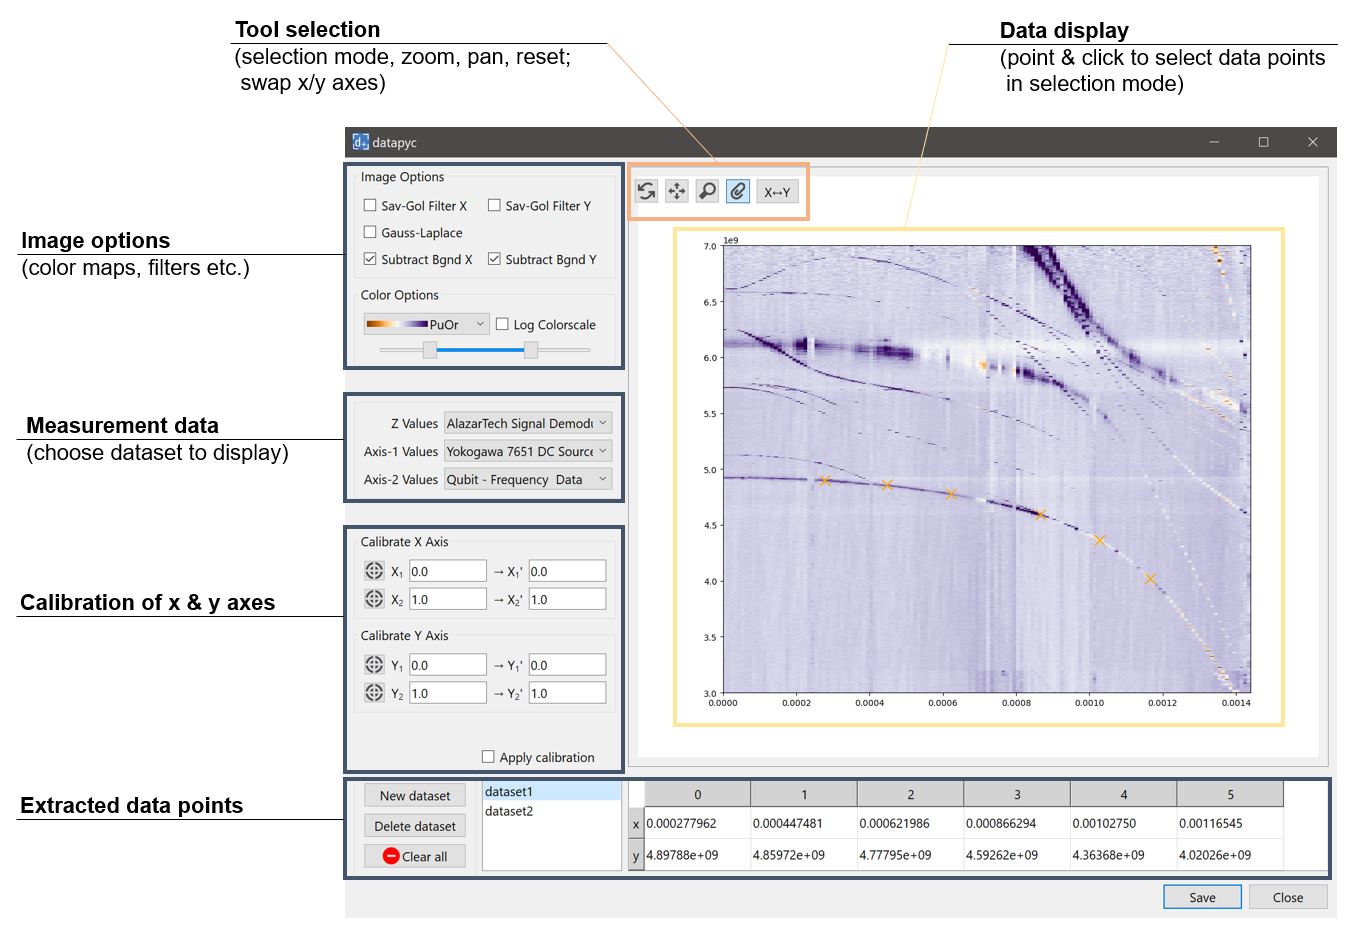 Tool selection
(selection mode, zoom, pan, reset;
swap x/y axes)
Data display
(point & click to select data points
in selection mode)
datapyc
Image options
(color maps, filters etc.)
Image Options
Sav-Gol Filter X
Sav-Gol Filter Y
Gauss-Laplace
Subtract Bgnd X
Subtract Bgnd Y
Color Options
PuOr
Log Colorscale
X↔Y
Measurement data
(choose dataset to display)
Z Values AlazarTech Signal Demodu
Axis-1 Values Yokogawa 7651 DC Source
Axis-2 Values Qubit - Frequency Data
Calibration of x & y axes
Calibrate X Axis
X₁ 0.0 → X₁' 0.0
X₂ 1.0 → X₂' 1.0
Calibrate Y Axis
Y₁ 0.0 → Y₁' 0.0
Y₂ 1.0 → Y₂' 1.0
Apply calibration
1e9
7.0
6.5
6.0
5.5
5.0
4.5
4.0
3.5
3.0
0.0000 0.0002 0.0004 0.0006 0.0008 0.0010 0.0012 0.0014
Extracted data points
New dataset
Delete dataset
Clear all
dataset1
dataset2
0 1 2 3 4 5
x 0.000277962 0.000447481 0.000621986 0.000866294 0.00102750 0.00116545
y 4.89788e+09 4.85972e+09 4.77795e+09 4.59262e+09 4.36368e+09 4.02026e+09
Save
Close